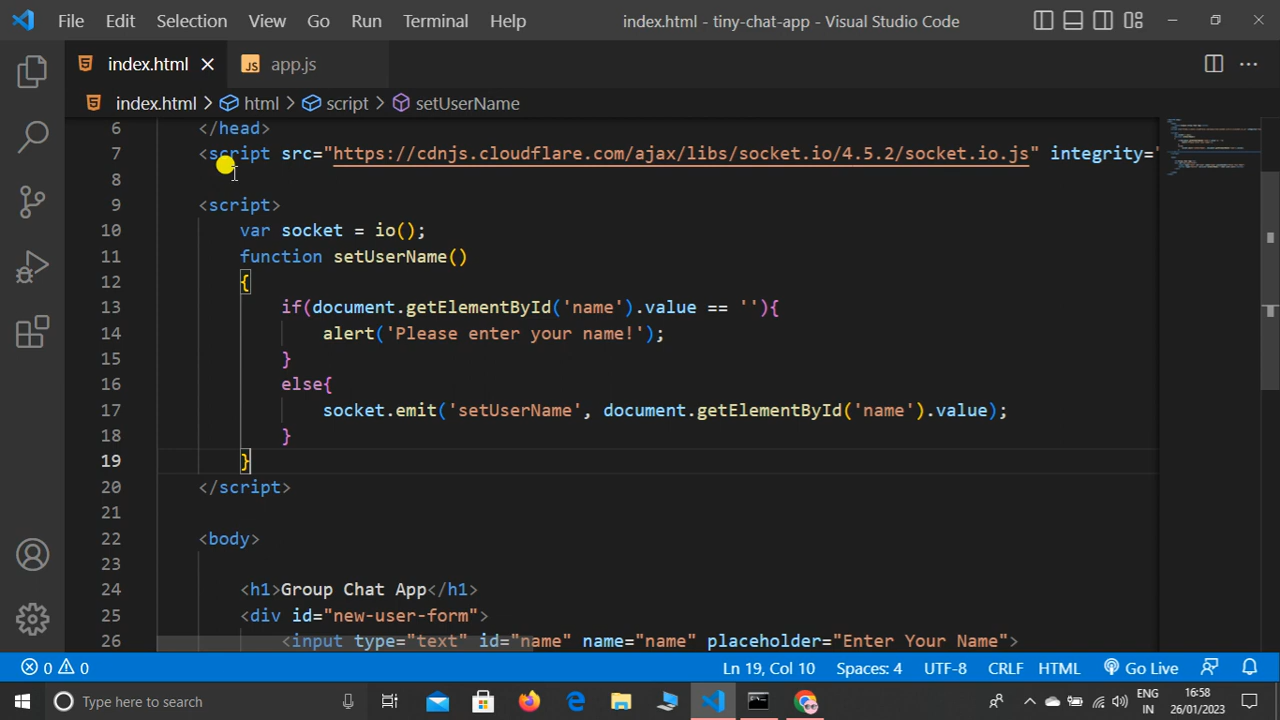 File Edit Selection View Go Run Terminal Help index.html - tiny-chat-app - Visual Studio Code
index.html app.js
index.html > html > script > setUserName
6 </head>
7 <script src="https://cdnjs.cloudflare.com/ajax/libs/socket.io/4.5.2/socket.io.js" integrity="
8
9 <script>
10 var socket = io();
11 function setUserName()
12 {
13 if(document.getElementById('name').value == ''){
14 alert('Please enter your name!');
15 }
16 else{
17 socket.emit('setUserName', document.getElementById('name').value);
18 }
19 }
20 </script>
21
22 <body>
23
24 <h1>Group Chat App</h1>
25 <div id="new-user-form">
26 <input type="text" id="name" name="name" placeholder="Enter Your Name">
0 0 Ln 19, Col 10 Spaces: 4 UTF-8 CRLF HTML Go Live
Type here to search ENG 16:58
IN 26/01/2023